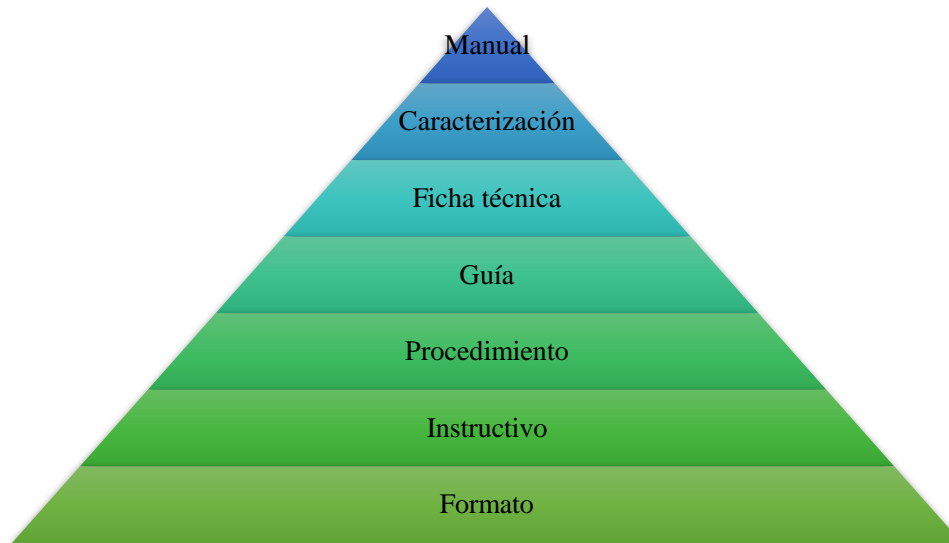 Manual
Caracterización
Ficha técnica
Guía
Procedimiento
Instructivo
Formato